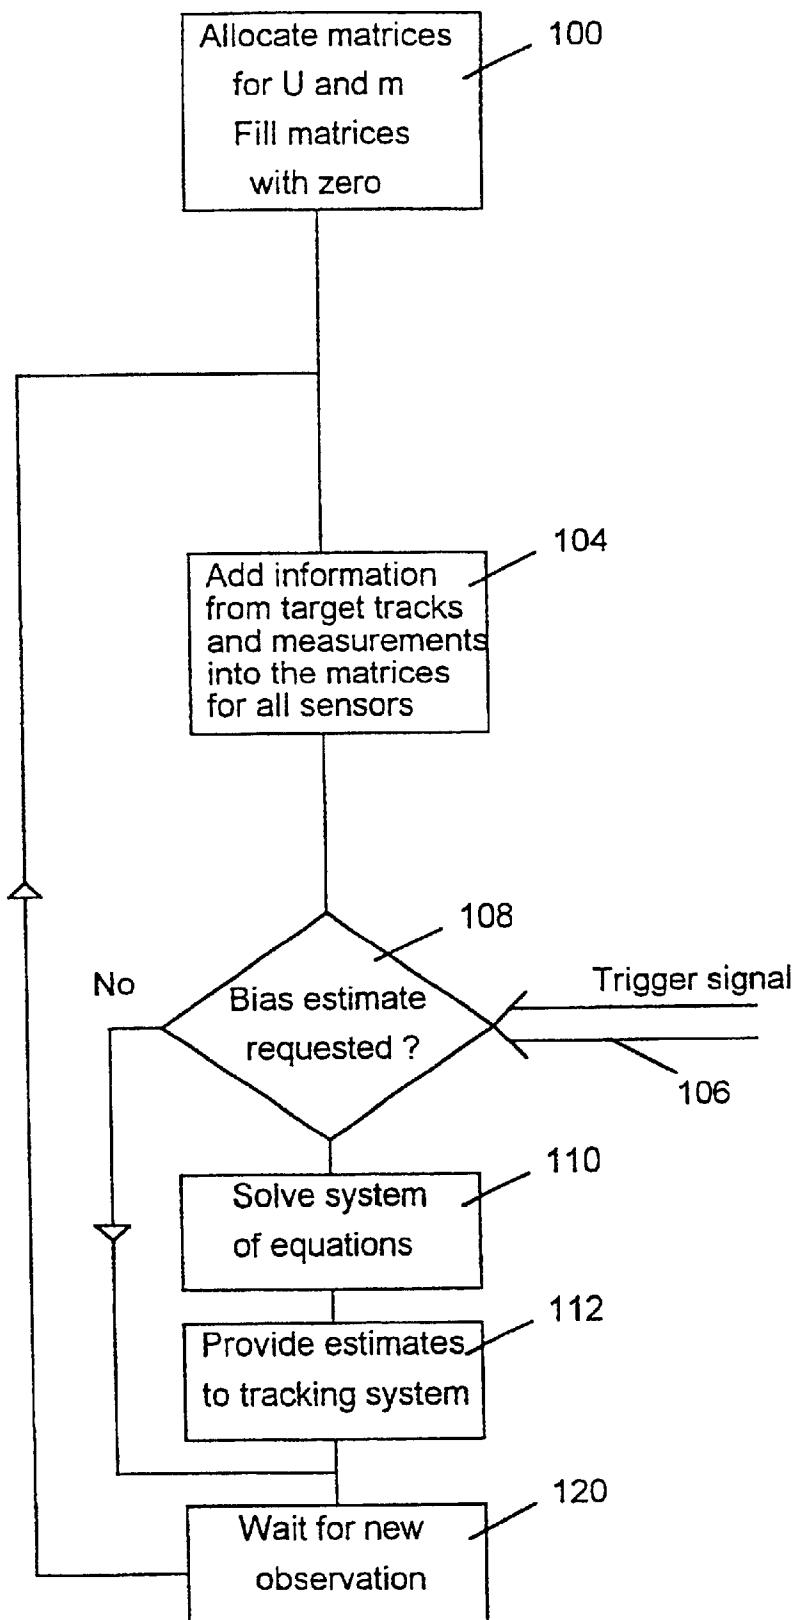 Allocate matrices
for U and m
Fill matrices
with zero
100
104
Add information
from target tracks
and measurements
into the matrices
for all sensors
108
No
Bias estimate
requested ?
Trigger signal
106
110
Solve system
of equations
112
Provide estimates
to tracking system
120
Wait for new
observation